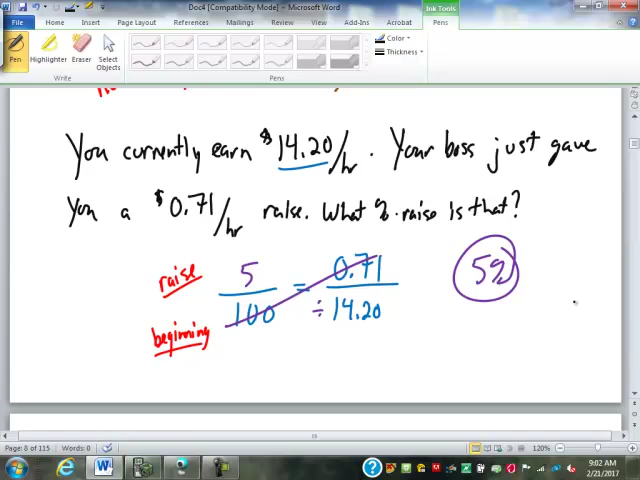 Doc4 [Compatibility Mode] - Microsoft Word
Ink Tools
File Home Insert Page Layout References Mailings Review View Add-Ins Acrobat Pens
Pen Highlighter Eraser Select Objects
Color
Thickness
Write Pens
You currently earn $14.20/hr. Your boss just gave
you a $0.71/hr raise. What % raise is that?
raise 5 = 0.71 5%
beginning 100 ÷ 14.20
Page: 8 of 115 Words: 0 120%
9:02 AM
2/21/2017